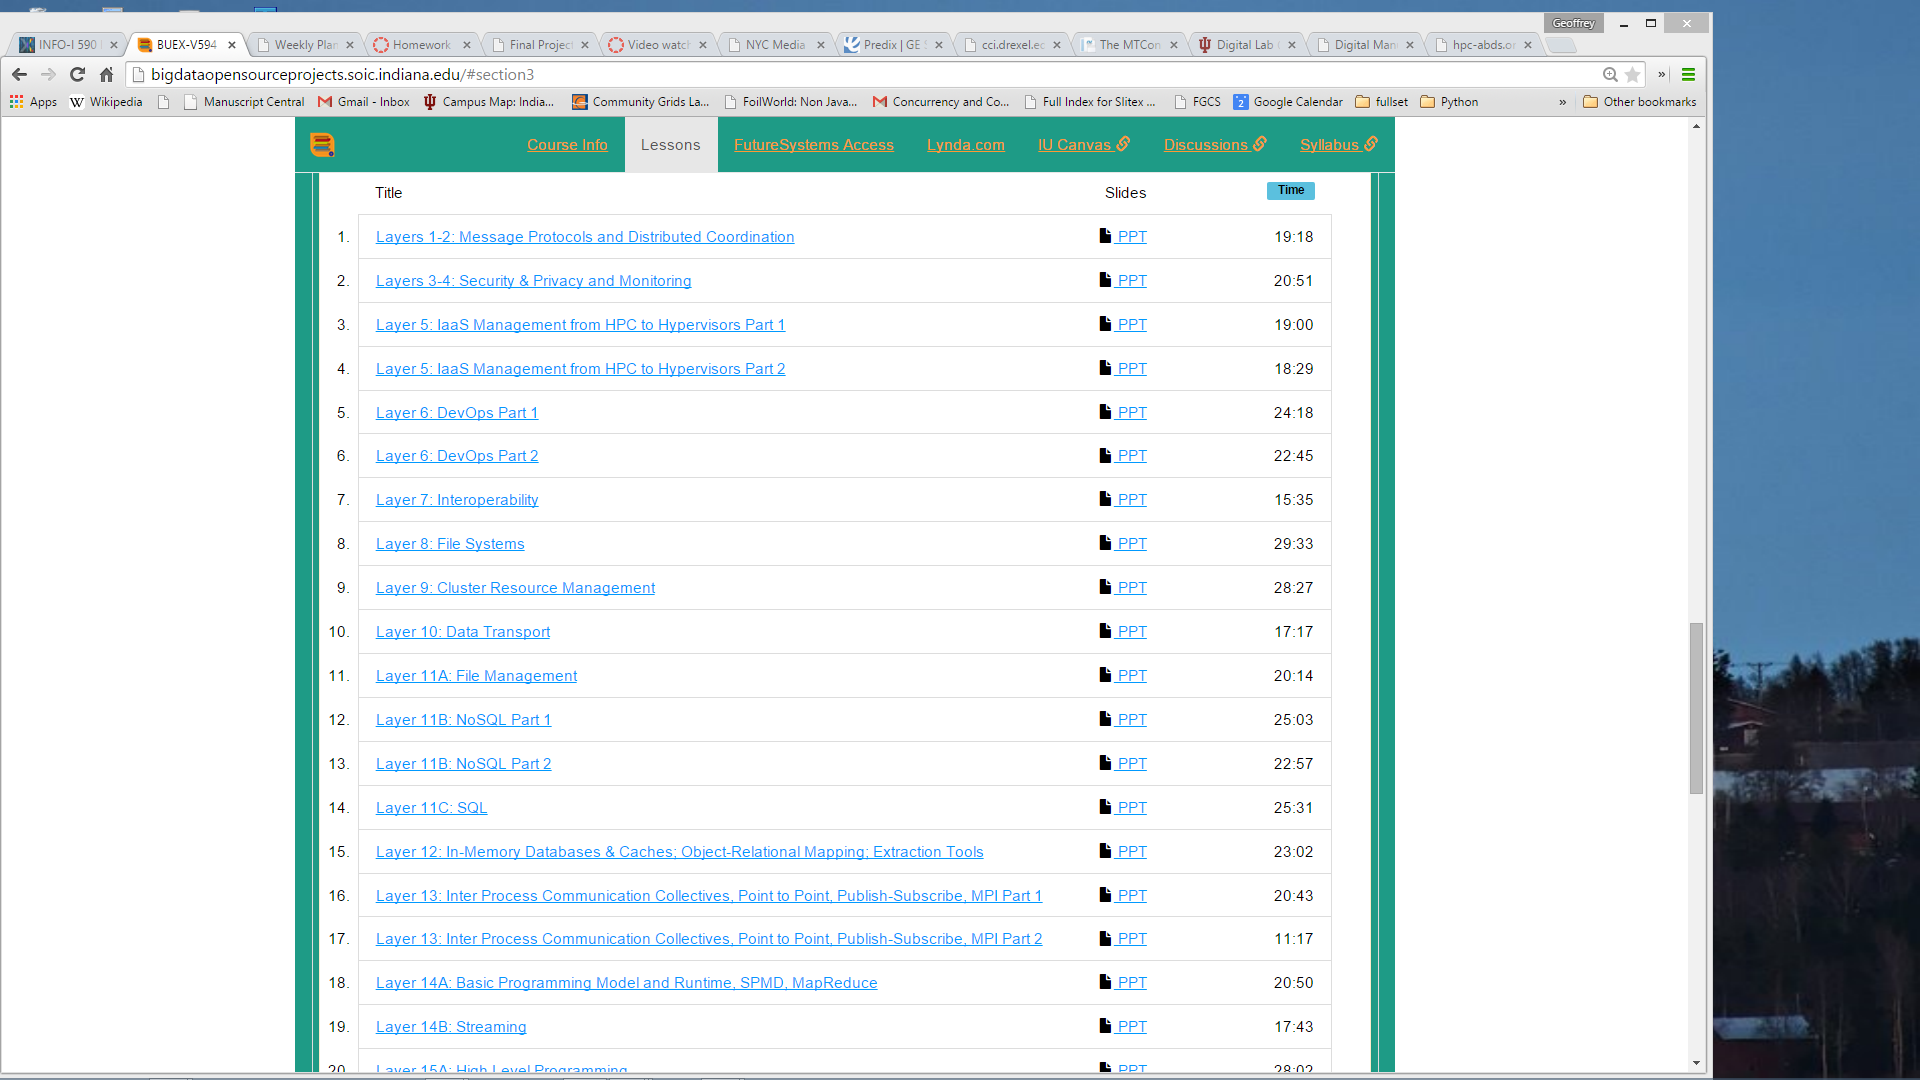 Geoffrey
INFO-I 590
BUEX-V594
Weekly Plan
Homework
Final Project
Video watch
NYC Media
Predix | GE
cci.drexel.ec
The MTCon
Digital Lab
Digital Man
hpc-abds.or
bigdataopensourceprojects.soic.indiana.edu/#section3
»
Apps W Wikipedia Manuscript Central Gmail - Inbox Campus Map: India... Community Grids La... FoilWorld: Non Java... Concurrency and Co... Full Index for Slitex ... FGCS 2 Google Calendar fullset Python » Other bookmarks
Course Info Lessons FutureSystems Access Lynda.com IU Canvas Discussions Syllabus
Title Slides Time
1. Layers 1-2: Message Protocols and Distributed Coordination PPT 19:18
2. Layers 3-4: Security & Privacy and Monitoring PPT 20:51
3. Layer 5: IaaS Management from HPC to Hypervisors Part 1 PPT 19:00
4. Layer 5: IaaS Management from HPC to Hypervisors Part 2 PPT 18:29
5. Layer 6: DevOps Part 1 PPT 24:18
6. Layer 6: DevOps Part 2 PPT 22:45
7. Layer 7: Interoperability PPT 15:35
8. Layer 8: File Systems PPT 29:33
9. Layer 9: Cluster Resource Management PPT 28:27
10. Layer 10: Data Transport PPT 17:17
11. Layer 11A: File Management PPT 20:14
12. Layer 11B: NoSQL Part 1 PPT 25:03
13. Layer 11B: NoSQL Part 2 PPT 22:57
14. Layer 11C: SQL PPT 25:31
15. Layer 12: In-Memory Databases & Caches; Object-Relational Mapping; Extraction Tools PPT 23:02
16. Layer 13: Inter Process Communication Collectives, Point to Point, Publish-Subscribe, MPI Part 1 PPT 20:43
17. Layer 13: Inter Process Communication Collectives, Point to Point, Publish-Subscribe, MPI Part 2 PPT 11:17
18. Layer 14A: Basic Programming Model and Runtime, SPMD, MapReduce PPT 20:50
19. Layer 14B: Streaming PPT 17:43
20. Layer 15A: High Level Programming PPT 28:02